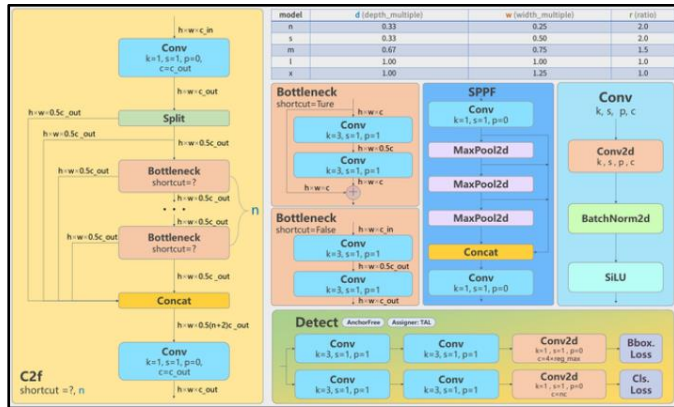 h×w×c_in
Conv
k=1, s=1, p=0,
c=c_out
h×w×c_out
h×w×0.5c_out
h×w×0.5c_out
Split
h×w×0.5c_out
h×w×0.5c_out
Bottleneck
shortcut=?
h×w×0.5c_out
...
n
h×w×0.5c_out
h×w×0.5c_out
Bottleneck
shortcut=?
h×w×0.5c_out
Concat
h×w×0.5(n+2)c_out
Conv
k=1, s=1, p=0,
c=c_out
C2f
shortcut =?, n
h×w×c_out
model d (depth_multiple) w (width_multiple) r (ratio)
n 0.33 0.25 2.0
s 0.33 0.50 2.0
m 0.67 0.75 1.5
l 1.00 1.00 1.0
x 1.00 1.25 1.0
Bottleneck
shortcut=Ture
h×w×c
Conv
k=3, s=1, p=1
h×w×0.5c
Conv
k=3, s=1, p=1
h×w×c
h×w×c
Bottleneck
shortcut=False
h×w×c_in
Conv
k=3, s=1, p=1
h×w×0.5c_out
Conv
k=3, s=1, p=1
h×w×c_out
SPPF
Conv
k=1, s=1, p=0
MaxPool2d
MaxPool2d
MaxPool2d
Concat
Conv
k=1, s=1, p=0
Conv
k, s, p, c
Conv2d
k, s, p, c
BatchNorm2d
SiLU
Detect
AnchorFree
Assigner: TAL
Conv
k=3, s=1, p=1
Conv
k=3, s=1, p=1
Conv2d
k=1, s=1, p=0
c=4×reg_max
Bbox.
Loss
Conv
k=3, s=1, p=1
Conv
k=3, s=1, p=1
Conv2d
k=1, s=1, p=0
c=nc
Cls.
Loss